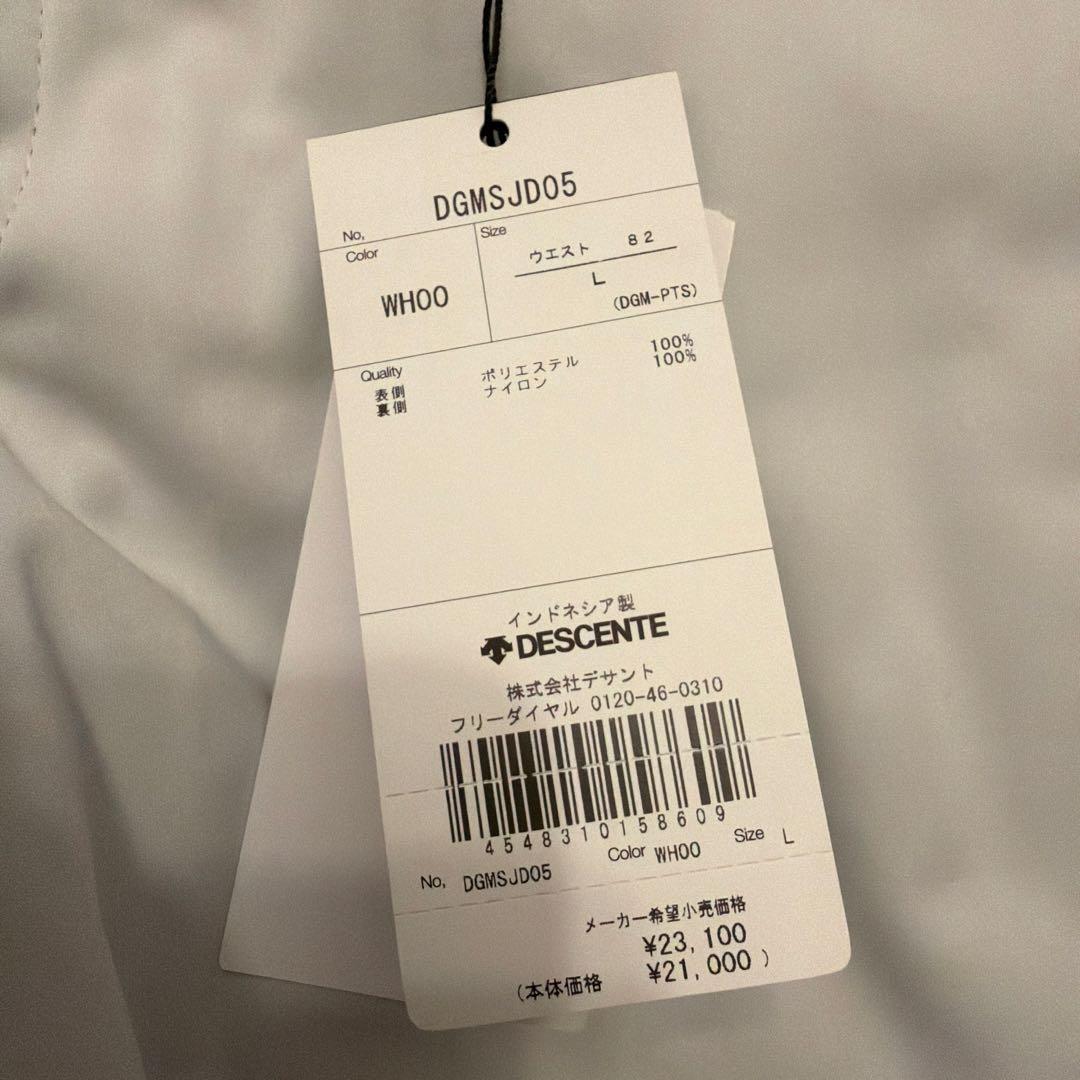 DGMSJD05
No.
Color
WH00
Size
ウエスト 82
L
(DGM-PTS)
Quality
表側 ポリエステル 100%
裏側 ナイロン 100%
インドネシア製
DESCENTE
株式会社デサント
フリーダイヤル 0120-46-0310
4548310158609
No. DGMSJD05 Color WH00 Size L
メーカー希望小売価格
¥23,100
(本体価格 ¥21,000)